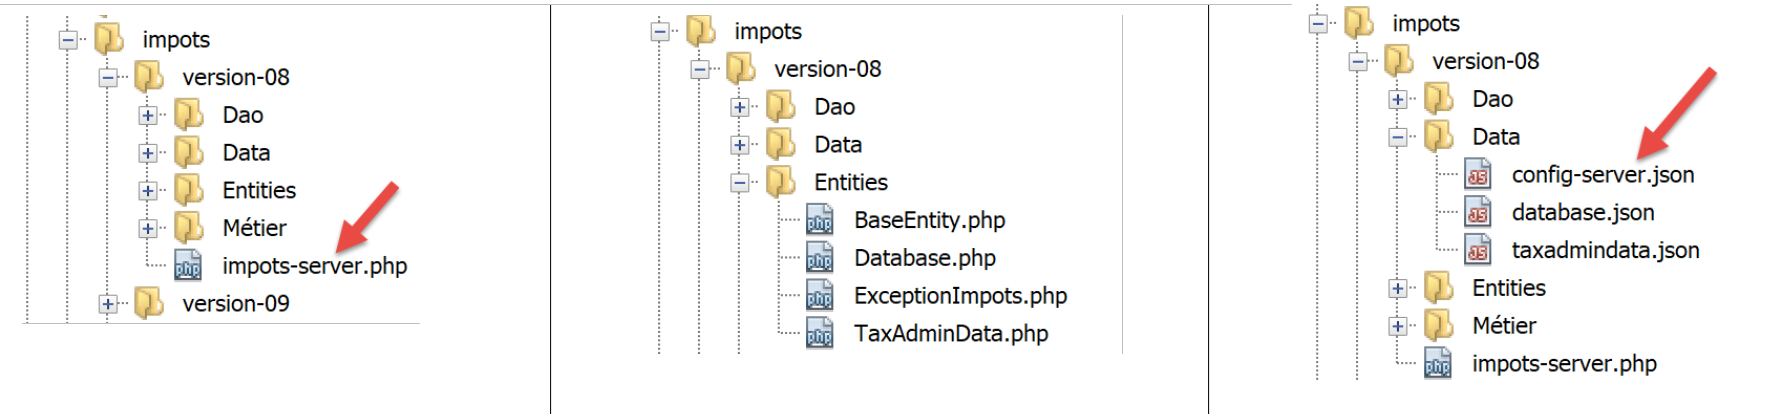 impots
version-08
Dao
Data
Entities
Métier
impots-server.php
version-09
impots
version-08
Dao
Data
Entities
BaseEntity.php
Database.php
ExceptionImpots.php
TaxAdminData.php
impots
version-08
Dao
Data
config-server.json
database.json
taxadmindata.json
Entities
Métier
impots-server.php